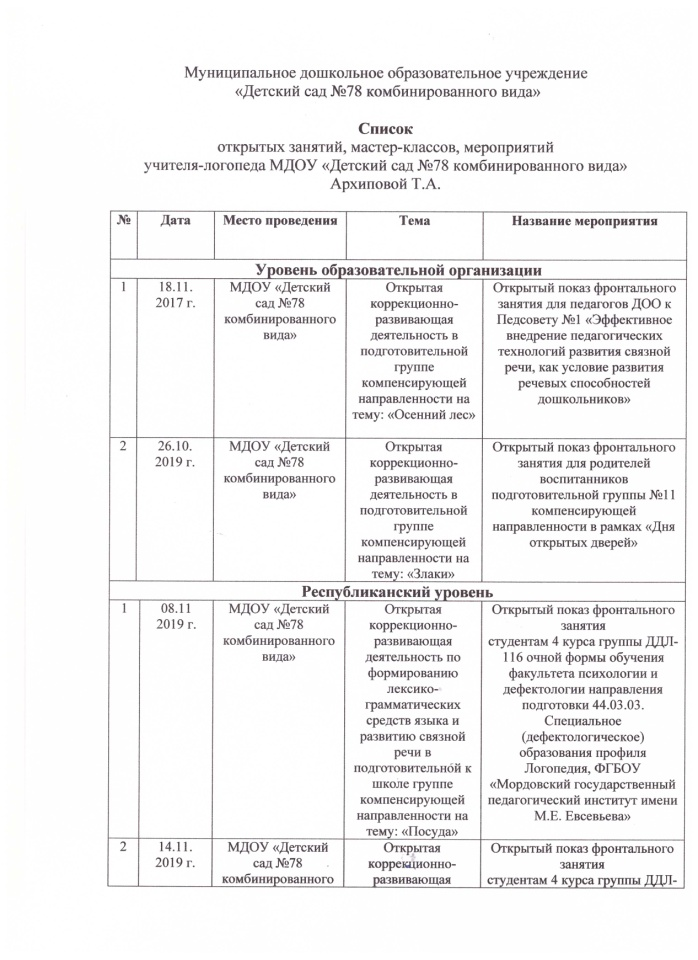 Муниципальное дошкольное образовательное учреждение
«Детский сад №78 комбинированного вида»
Список
открытых занятий, мастер-классов, мероприятий
учителя-логопеда МДОУ «Детский сад №78 комбинированного вида»
Архиповой Т.А.
№ Дата Место проведения Тема Название мероприятия
Уровень образовательной организации
1 18.11. МДОУ «Детский Открытая Открытый показ фронтального
2017 г. сад №78 коррекционно- занятия для педагогов ДОО к
комбинированного развивающая Педсовету №1 «Эффективное
вида» деятельность в внедрение педагогических
подготовительной технологий развития связной
группе речи, как условие развития
компенсирующей речевых способностей
направленности на дошкольников»
тему: «Осенний лес»
2 26.10. МДОУ «Детский Открытая Открытый показ фронтального
2019 г. сад №78 коррекционно- занятия для родителей
комбинированного развивающая воспитанников
вида» деятельность в подготовительной группы №11
подготовительной компенсирующей
группе направленности в рамках «Дня
компенсирующей открытых дверей»
направленности на
тему: «Злаки»
Республиканский уровень
1 08.11 МДОУ «Детский Открытая Открытый показ фронтального
2019 г. сад №78 коррекционно- занятия
комбинированного развивающая студентам 4 курса группы ДДЛ-
вида» деятельность по 116 очной формы обучения
формированию факультета психологии и
лексико- дефектологии направления
грамматических подготовки 44.03.03.
средств языка и Специальное
развитию связной (дефектологическое)
речи в образования профиля
подготовительной к Логопедия, ФГБОУ
школе группе «Мордовский государственный
компенсирующей педагогический институт имени
направленности на М.Е. Евсевьева»
тему: «Посуда»
2 14.11. МДОУ «Детский Открытая Открытый показ фронтального
2019 г. сад №78 коррекционно- занятия
комбинированного развивающая студентам 4 курса группы ДДЛ-